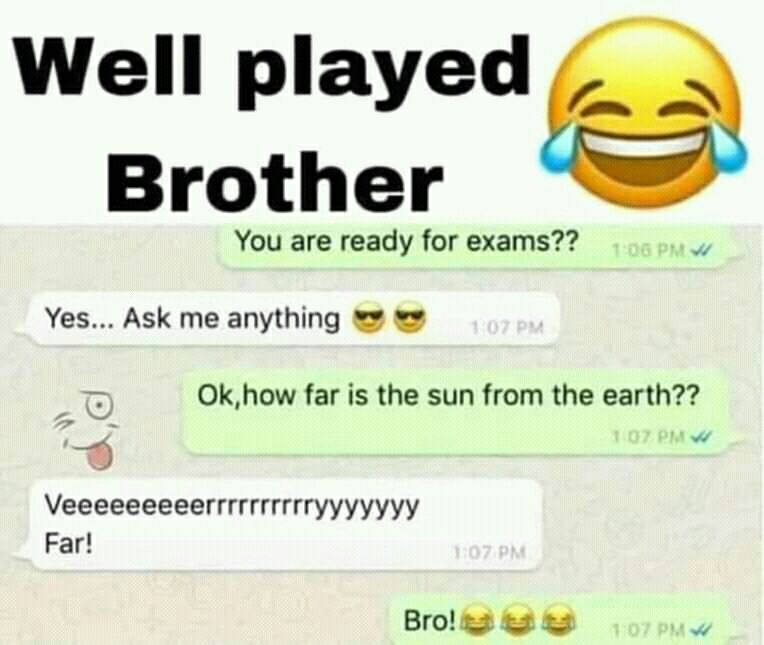 Well played
Brother
You are ready for exams?? 1:06 PM
Yes... Ask me anything 😎😎 1:07 PM
Ok,how far is the sun from the earth??
1:07 PM
Veeeeeeeeeerrrrrrrrrryyyyyyy
Far!
1:07 PM
Bro!😂😂😂 1:07 PM